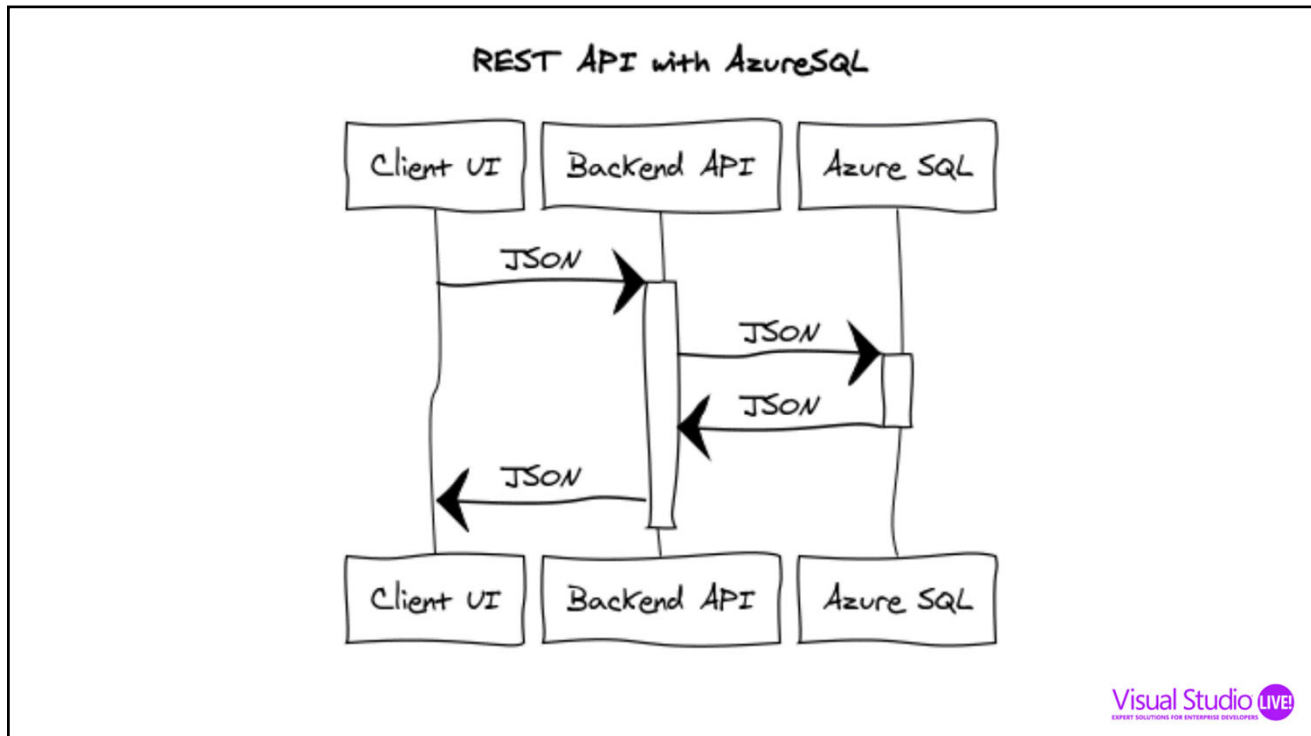 REST API with AzureSQL
Client UI
Backend API
Azure SQL
JSON
JSON
JSON
JSON
Client UI
Backend API
Azure SQL
Visual Studio LIVE!
EXPERT SOLUTIONS FOR ENTERPRISE DEVELOPERS